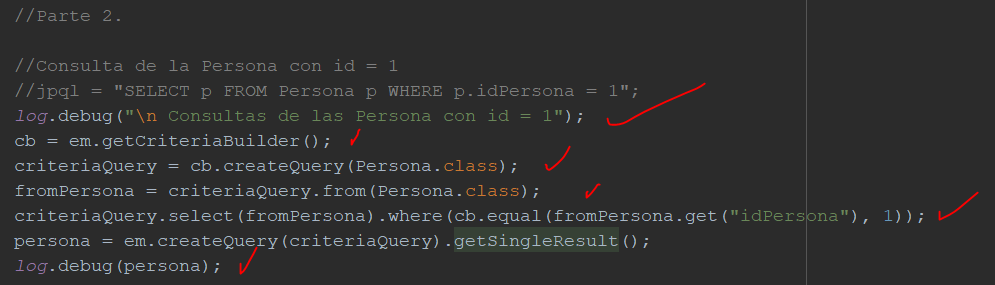 //Parte 2.
//Consulta de la Persona con id = 1
//jpql = "SELECT p FROM Persona p WHERE p.idPersona = 1";
log.debug("\n Consultas de las Persona con id = 1");
cb = em.getCriteriaBuilder();
criteriaQuery = cb.createQuery(Persona.class);
fromPersona = criteriaQuery.from(Persona.class);
criteriaQuery.select(fromPersona).where(cb.equal(fromPersona.get("idPersona"), 1));
persona = em.createQuery(criteriaQuery).getSingleResult();
log.debug(persona);